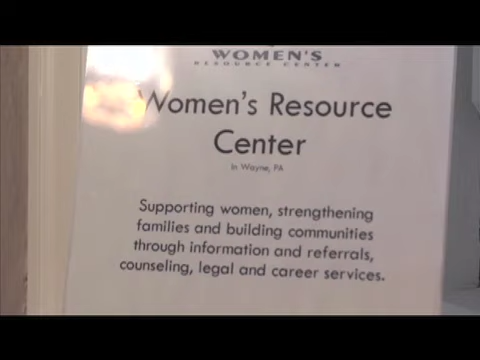 WOMEN'S
RESOURCE CENTER
Women's Resource
Center
In Wayne, PA
Supporting women, strengthening
families and building communities
through information and referrals,
counseling, legal and career services.